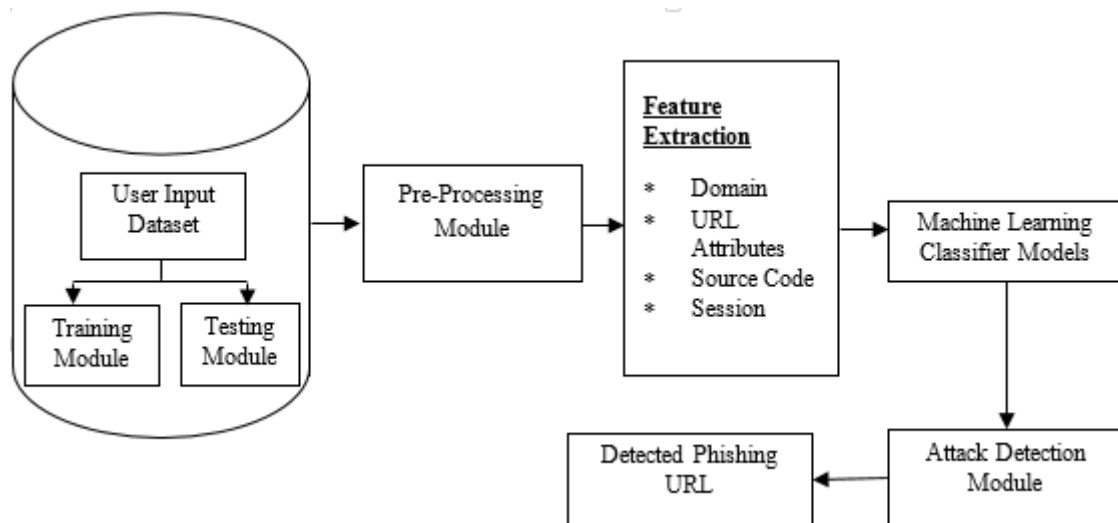 User Input
Dataset
Training
Module
Testing
Module
Pre-Processing
Module
Feature
Extraction
* Domain
* URL
Attributes
* Source Code
* Session
Machine Learning
Classifier Models
Attack Detection
Module
Detected Phishing
URL